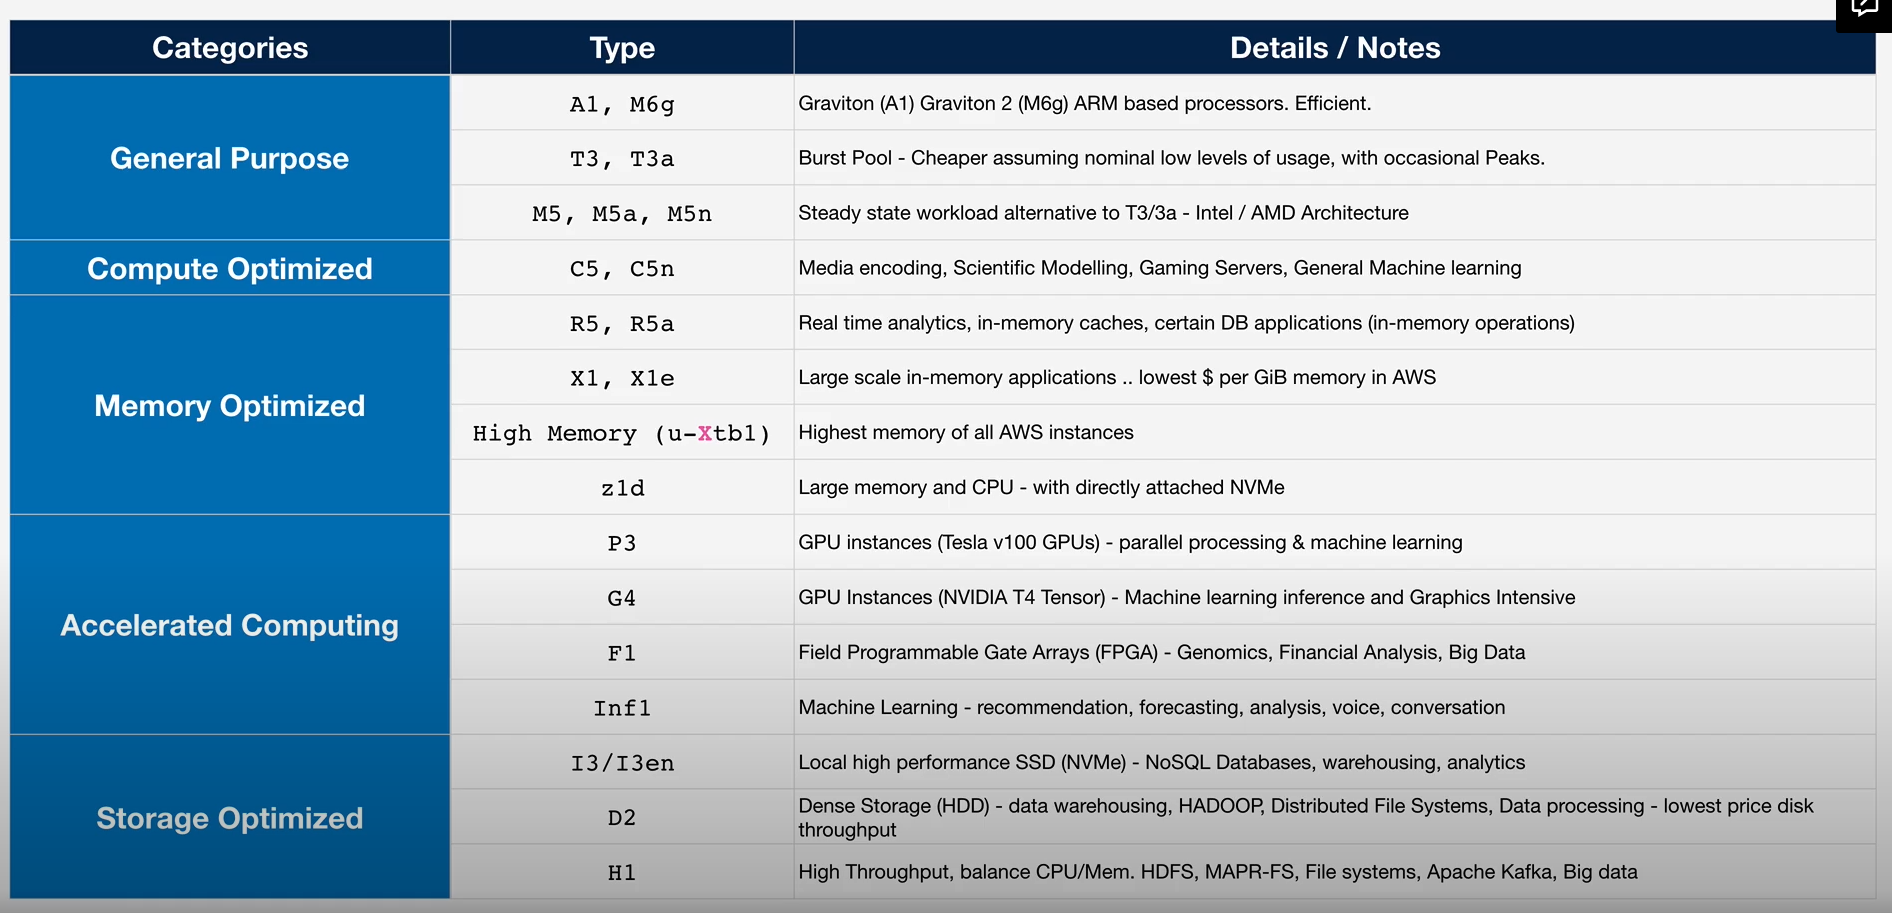 Categories Type Details / Notes
General Purpose
A1, M6g Graviton (A1) Graviton 2 (M6g) ARM based processors. Efficient.
T3, T3a Burst Pool - Cheaper assuming nominal low levels of usage, with occasional Peaks.
M5, M5a, M5n Steady state workload alternative to T3/3a - Intel / AMD Architecture
Compute Optimized
C5, C5n Media encoding, Scientific Modelling, Gaming Servers, General Machine learning
Memory Optimized
R5, R5a Real time analytics, in-memory caches, certain DB applications (in-memory operations)
X1, X1e Large scale in-memory applications .. lowest $ per GiB memory in AWS
High Memory (u-Xtb1) Highest memory of all AWS instances
z1d Large memory and CPU - with directly attached NVMe
Accelerated Computing
P3 GPU instances (Tesla v100 GPUs) - parallel processing & machine learning
G4 GPU Instances (NVIDIA T4 Tensor) - Machine learning inference and Graphics Intensive
F1 Field Programmable Gate Arrays (FPGA) - Genomics, Financial Analysis, Big Data
Inf1 Machine Learning - recommendation, forecasting, analysis, voice, conversation
Storage Optimized
I3/I3en Local high performance SSD (NVMe) - NoSQL Databases, warehousing, analytics
D2 Dense Storage (HDD) - data warehousing, HADOOP, Distributed File Systems, Data processing - lowest price disk
throughput
H1 High Throughput, balance CPU/Mem. HDFS, MAPR-FS, File systems, Apache Kafka, Big data